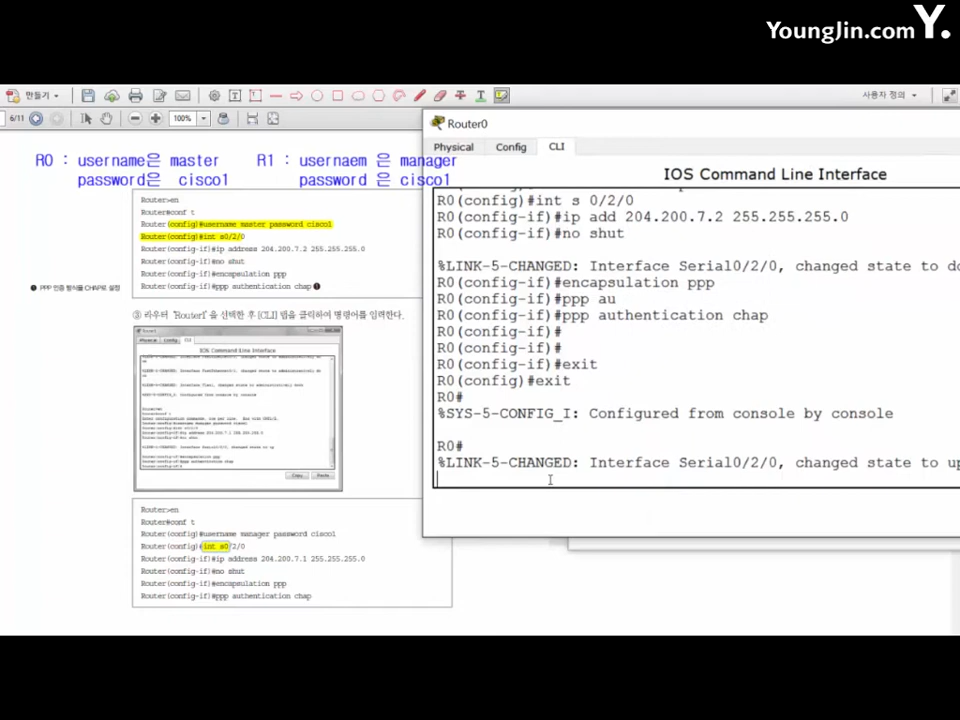 YoungJin.com Y.
만들기
사용자 정의
6/11
100%
R0 : username은 master
password은 cisco1
R1 : usernaem 은 manager
password 은 cisco1
Router>en
Router#conf t
Router(config)#username master password cisco1
Router(config)#int s0/2/0
Router(config-if)#ip address 204.200.7.2 255.255.255.0
Router(config-if)#no shut
Router(config-if)#encapsulation ppp
Router(config-if)#ppp authentication chap❶
❶ PPP 인증 방식을 CHAP로 설정
③ 라우터 'Router1'을 선택한 후 [CLI] 탭을 클릭하여 명령어를 입력한다.
IOS Command Line Interface
Copy
Paste
Router>en
Router#conf t
Router(config)#username manager password cisco1
Router(config)#int s0/2/0
Router(config-if)#ip address 204.200.7.1 255.255.255.0
Router(config-if)#no shut
Router(config-if)#encapsulation ppp
Router(config-if)#ppp authentication chap
Router0
Physical Config CLI
IOS Command Line Interface
R0(config)#int s 0/2/0
R0(config-if)#ip add 204.200.7.2 255.255.255.0
R0(config-if)#no shut
%LINK-5-CHANGED: Interface Serial0/2/0, changed state to do
R0(config-if)#encapsulation ppp
R0(config-if)#ppp au
R0(config-if)#ppp authentication chap
R0(config-if)#
R0(config-if)#
R0(config-if)#exit
R0(config)#exit
R0#
%SYS-5-CONFIG_I: Configured from console by console
R0#
%LINK-5-CHANGED: Interface Serial0/2/0, changed state to up